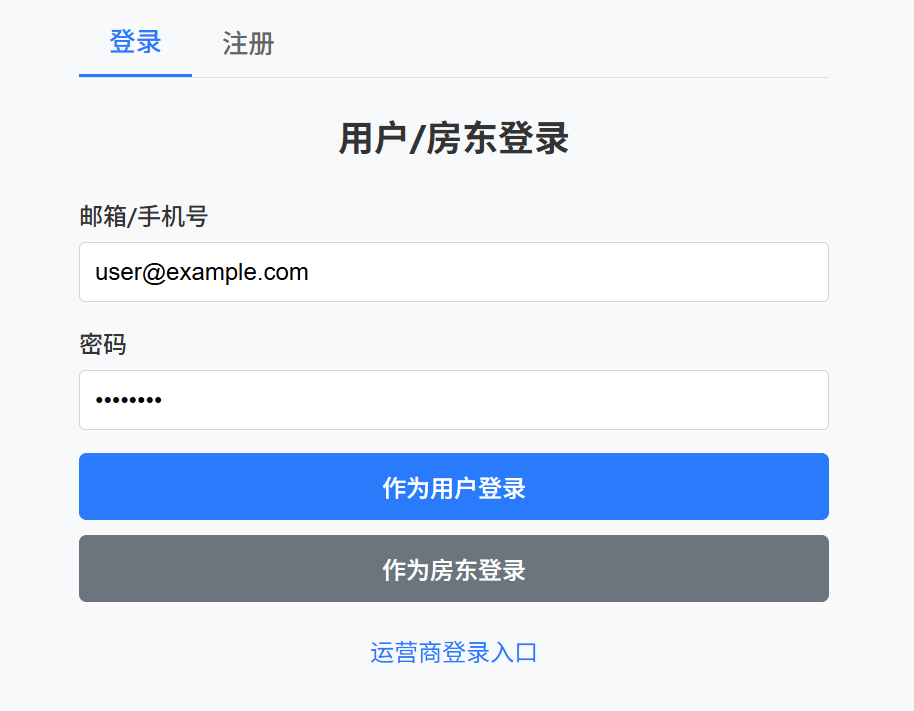 登录 注册
用户/房东登录
邮箱/手机号
user@example.com
密码
••••••••
作为用户登录
作为房东登录
运营商登录入口